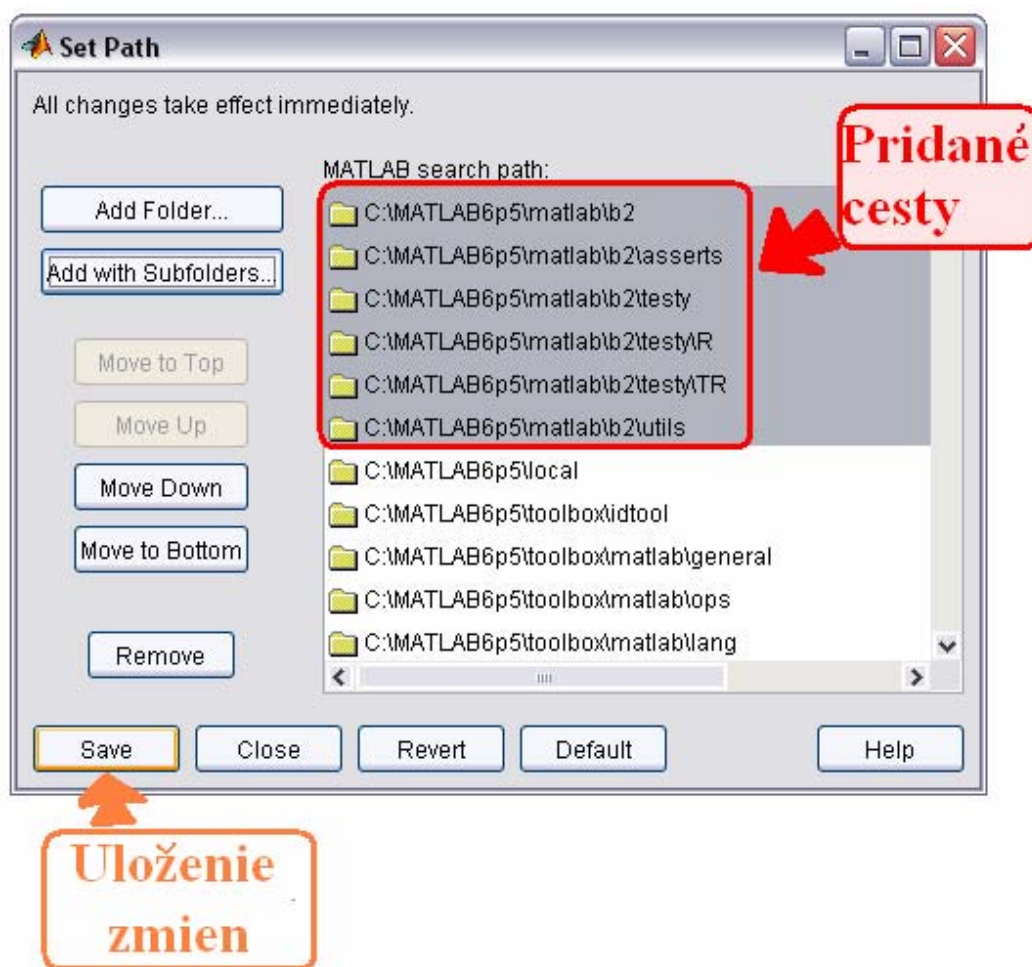 Set Path
All changes take effect immediately.
Pridané
cesty
MATLAB search path:
Add Folder...
Add with Subfolders...
Move to Top
Move Up
Move Down
Move to Bottom
Remove
C:\MATLAB6p5\matlab\b2
C:\MATLAB6p5\matlab\b2\asserts
C:\MATLAB6p5\matlab\b2\testy
C:\MATLAB6p5\matlab\b2\testy\R
C:\MATLAB6p5\matlab\b2\testy\TR
C:\MATLAB6p5\matlab\b2\utils
C:\MATLAB6p5\local
C:\MATLAB6p5\toolbox\idtool
C:\MATLAB6p5\toolbox\matlab\general
C:\MATLAB6p5\toolbox\matlab\ops
C:\MATLAB6p5\toolbox\matlab\lang
Save
Close
Revert
Default
Help
Uloženie
zmien